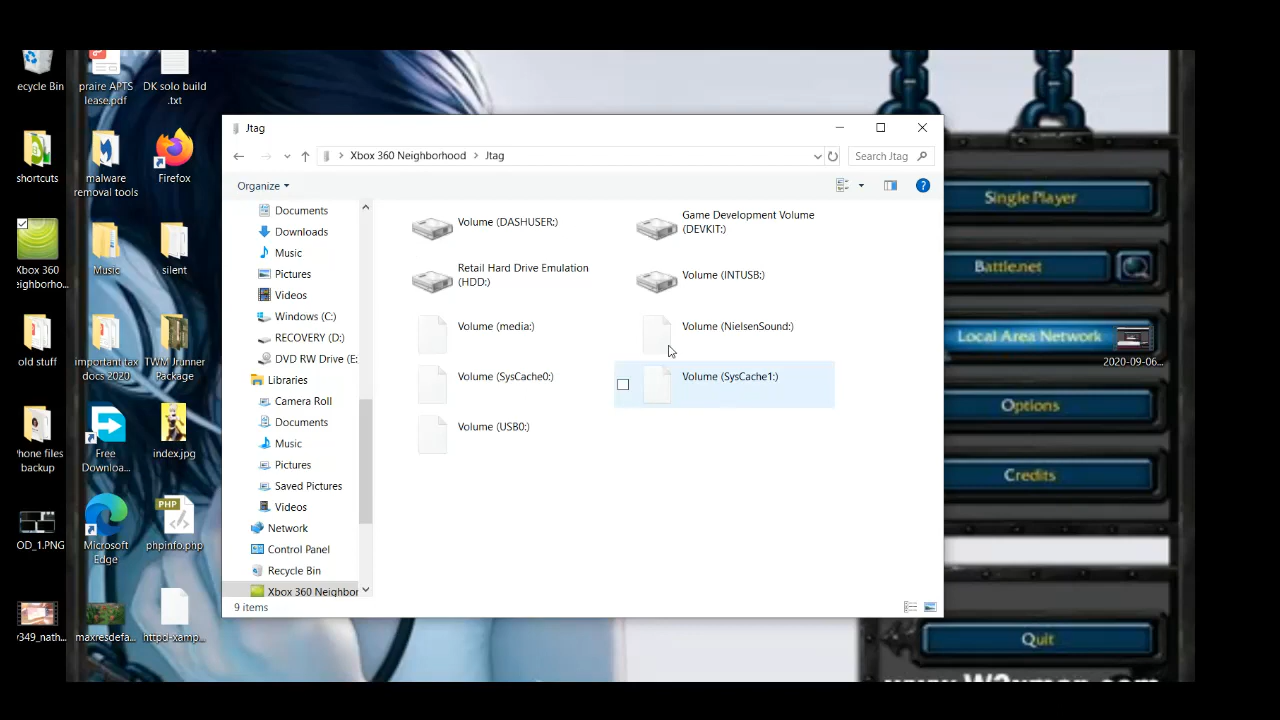 ecycle Bin
praire APTS
lease.pdf
DK solo build
.txt
shortcuts
malware
removal tools
Firefox
Xbox 360
eighborho...
Music
silent
old stuff
important tax
docs 2020
TWM Jrunner
Package
hone files
backup
Free
Downloa...
index.jpg
OD_1.PNG
Microsoft
Edge
PHP
phpinfo.php
349_nath...
maxresdefa...
httpd-xamp...
Jtag
Xbox 360 Neighborhood
Jtag
Search Jtag
Organize
Documents
Downloads
Music
Pictures
Videos
Windows (C:)
RECOVERY (D:)
DVD RW Drive (E:
Libraries
Camera Roll
Documents
Music
Pictures
Saved Pictures
Videos
Network
Control Panel
Recycle Bin
Xbox 360 Neighbor
Volume (DASHUSER:)
Game Development Volume
(DEVKIT:)
Retail Hard Drive Emulation
(HDD:)
Volume (INTUSB:)
Volume (media:)
Volume (NielsenSound:)
Volume (SysCache0:)
Volume (SysCache1:)
Volume (USB0:)
9 items
Single Player
Battle.net
Local Area Network
2020-09-06...
Options
Credits
Quit